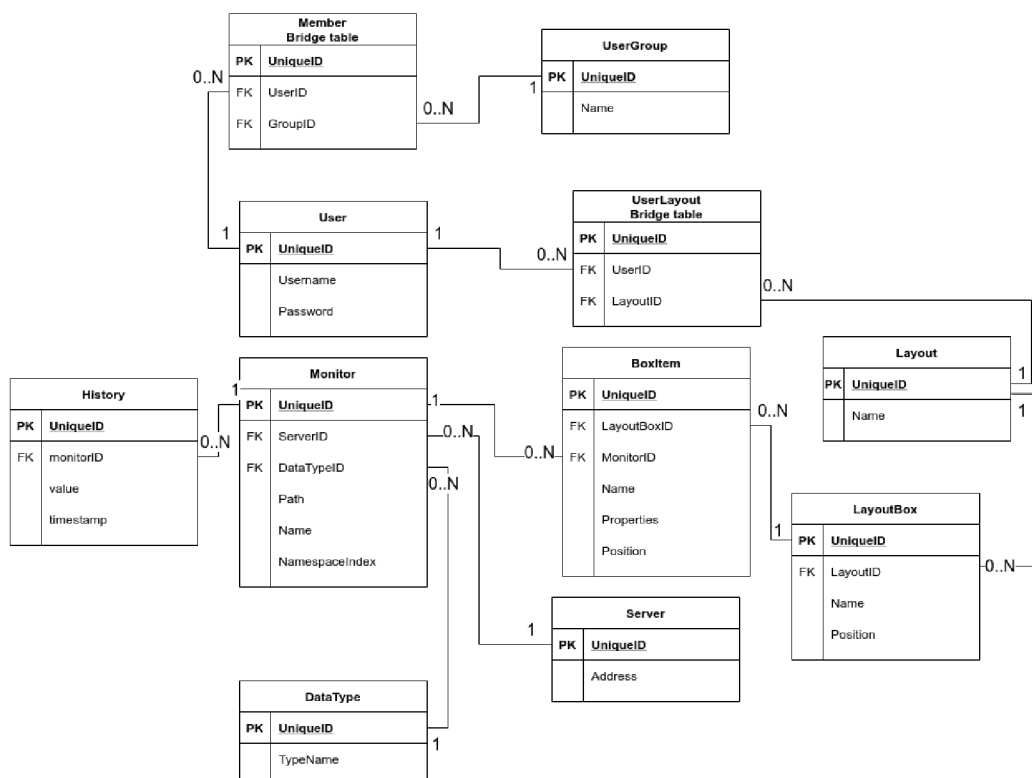 Member
Bridge table
PK UniqueID
FK UserID
FK GroupID
0..N
0..N
UserGroup
PK UniqueID
Name
1
User
PK UniqueID
Username
Password
1
1
UserLayout
Bridge table
PK UniqueID
FK UserID
FK LayoutID
0..N
0..N
Layout
PK UniqueID
Name
1
1
History
PK UniqueID
FK monitorID
value
timestamp
0..N
Monitor
PK UniqueID
FK ServerID
FK DataTypeID
Path
Name
NamespaceIndex
1
1
0..N
0..N
BoxItem
PK UniqueID
FK LayoutBoxID
FK MonitorID
Name
Properties
Position
0..N
0..N
LayoutBox
PK UniqueID
FK LayoutID
Name
Position
1
0..N
Server
PK UniqueID
Address
1
DataType
PK UniqueID
TypeName
1